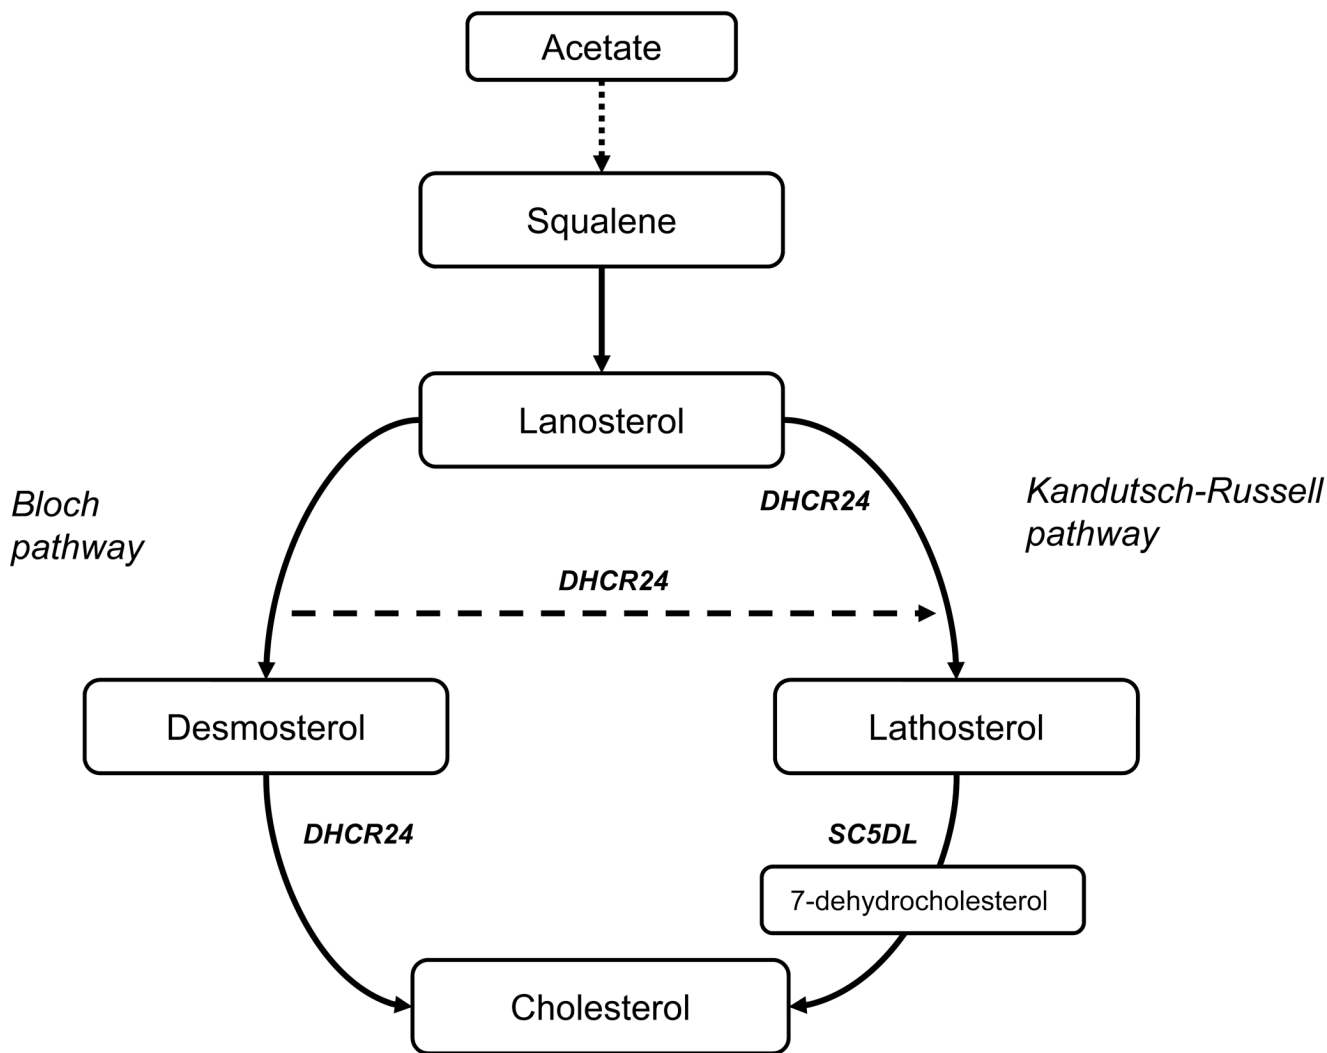 Acetate
Squalene
Lanosterol
Bloch
pathway
DHCR24
Kandutsch-Russell
pathway
DHCR24
Desmosterol
Lathosterol
DHCR24
SC5DL
7-dehydrocholesterol
Cholesterol